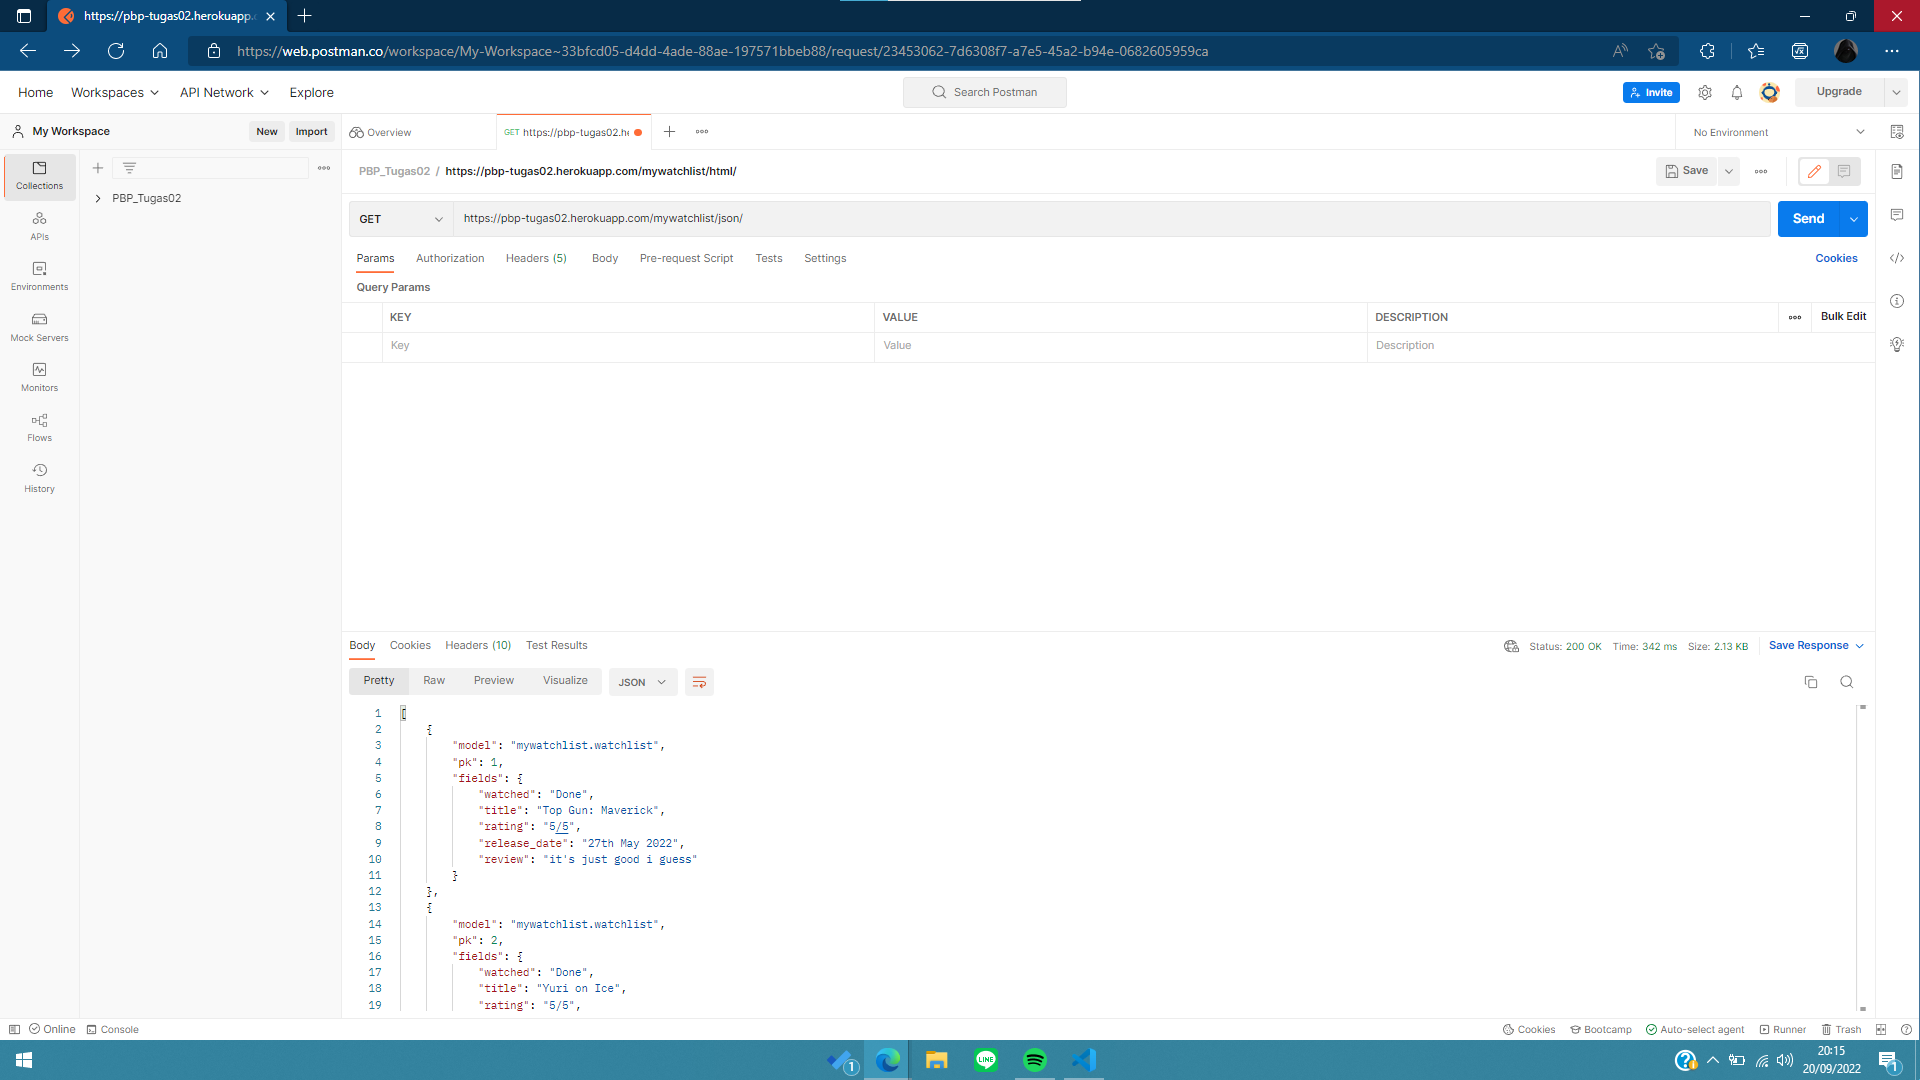 https://pbp-tugas02.herokuapp.c
https://web.postman.co/workspace/My-Workspace~33bfcd05-d4dd-4ade-88ae-197571bbeb88/request/23453062-7d6308f7-a7e5-45a2-b94e-0682605959ca
Home Workspaces API Network Explore
Search Postman
Invite
Upgrade
My Workspace
New Import
Overview
GET https://pbp-tugas02.he
No Environment
Collections
PBP_Tugas02
PBP_Tugas02 / https://pbp-tugas02.herokuapp.com/mywatchlist/html/
Save
APIs
Environments
Mock Servers
Monitors
Flows
History
GET https://pbp-tugas02.herokuapp.com/mywatchlist/json/
Send
Params Authorization Headers (5) Body Pre-request Script Tests Settings
Cookies
Query Params
KEY VALUE DESCRIPTION Bulk Edit
Key Value Description
Body Cookies Headers (10) Test Results
Status: 200 OK Time: 342 ms Size: 2.13 KB Save Response
Pretty Raw Preview Visualize JSON
1 [
2 {
3 "model": "mywatchlist.watchlist",
4 "pk": 1,
5 "fields": {
6 "watched": "Done",
7 "title": "Top Gun: Maverick",
8 "rating": "5/5",
9 "release_date": "27th May 2022",
10 "review": "it's just good i guess"
11 }
12 },
13 {
14 "model": "mywatchlist.watchlist",
15 "pk": 2,
16 "fields": {
17 "watched": "Done",
18 "title": "Yuri on Ice",
19 "rating": "5/5",
Online Console
Cookies Bootcamp Auto-select agent Runner Trash
1
LINE
20:15
20/09/2022
1